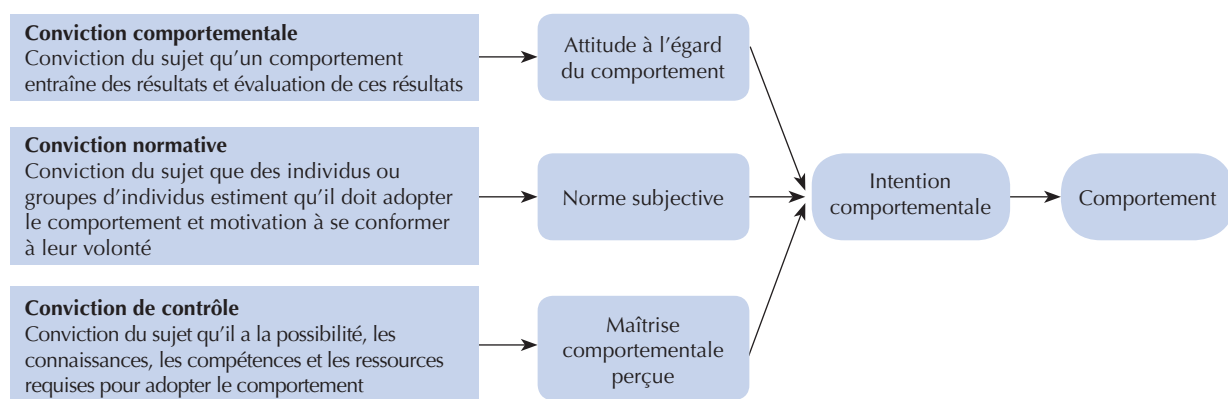 Conviction comportementale
Conviction du sujet qu’un comportement
entraîne des résultats et évaluation de ces résultats
Attitude à l’égard
du comportement
Conviction normative
Conviction du sujet que des individus ou
groupes d’individus estiment qu’il doit adopter
le comportement et motivation à se conformer
à leur volonté
Norme subjective
Intention
comportementale
Comportement
Conviction de contrôle
Conviction du sujet qu’il a la possibilité, les
connaissances, les compétences et les ressources
requises pour adopter le comportement
Maîtrise
comportementale
perçue